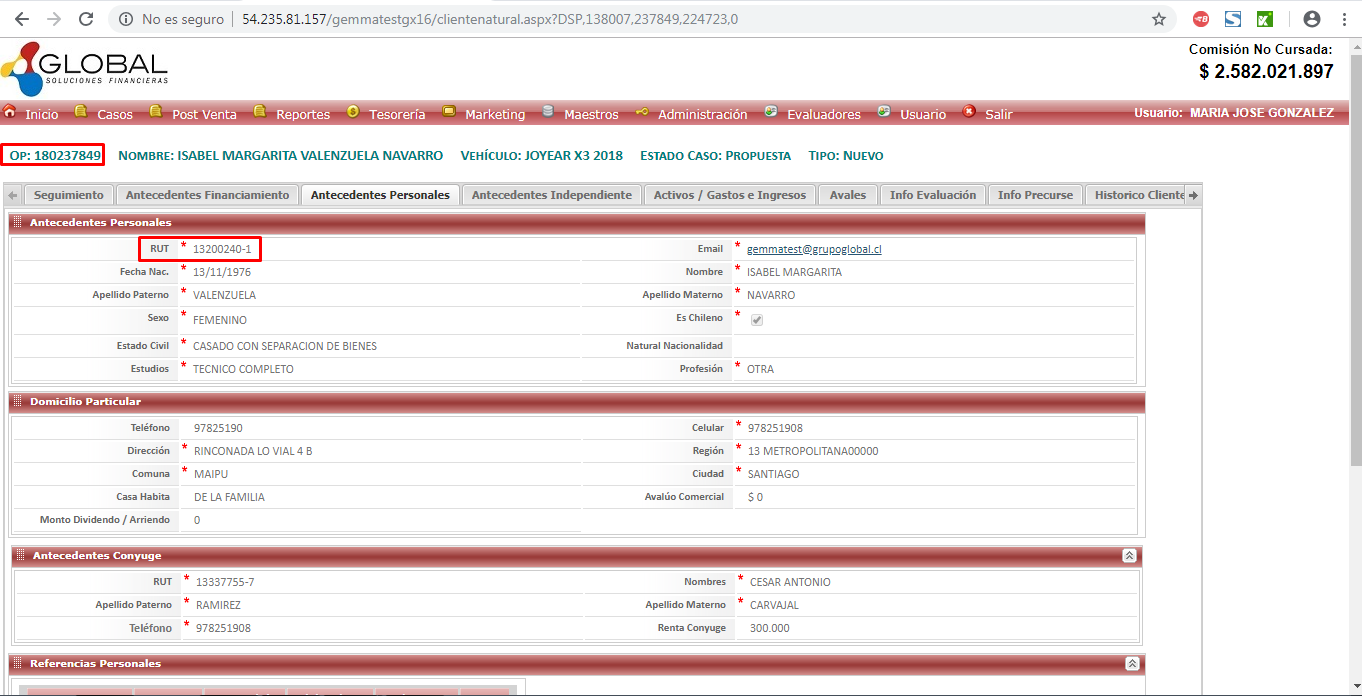 No es seguro | 54.235.81.157/gemmatestgx16/clientenatural.aspx?DSP,138007,237849,224723,0
GLOBAL
SOLUCIONES FINANCIERAS
Comisión No Cursada:
$ 2.582.021.897
Inicio Casos Post Venta Reportes Tesorería Marketing Maestros Administración Evaluadores Usuario Salir Usuario: MARIA JOSE GONZALEZ
OP: 180237849 NOMBRE: ISABEL MARGARITA VALENZUELA NAVARRO VEHÍCULO: JOYEAR X3 2018 ESTADO CASO: PROPUESTA TIPO: NUEVO
Seguimiento Antecedentes Financiamiento Antecedentes Personales Antecedentes Independiente Activos / Gastos e Ingresos Avales Info Evaluación Info Precurse Historico Cliente
Antecedentes Personales
RUT * 13200240-1 Email * gemmatest@grupoglobal.cl
Fecha Nac. * 13/11/1976 Nombre * ISABEL MARGARITA
Apellido Paterno * VALENZUELA Apellido Materno * NAVARRO
Sexo * FEMENINO Es Chileno *
Estado Civil * CASADO CON SEPARACION DE BIENES Natural Nacionalidad
Estudios * TECNICO COMPLETO Profesión * OTRA
Domicilio Particular
Teléfono 97825190 Celular * 978251908
Dirección * RINCONADA LO VIAL 4 B Región * 13 METROPOLITANA00000
Comuna * MAIPU Ciudad * SANTIAGO
Casa Habita DE LA FAMILIA Avalúo Comercial $ 0
Monto Dividendo / Arriendo 0
Antecedentes Conyuge
RUT * 13337755-7 Nombres * CESAR ANTONIO
Apellido Paterno * RAMIREZ Apellido Materno * CARVAJAL
Teléfono * 978251908 Renta Conyuge 300.000
Referencias Personales